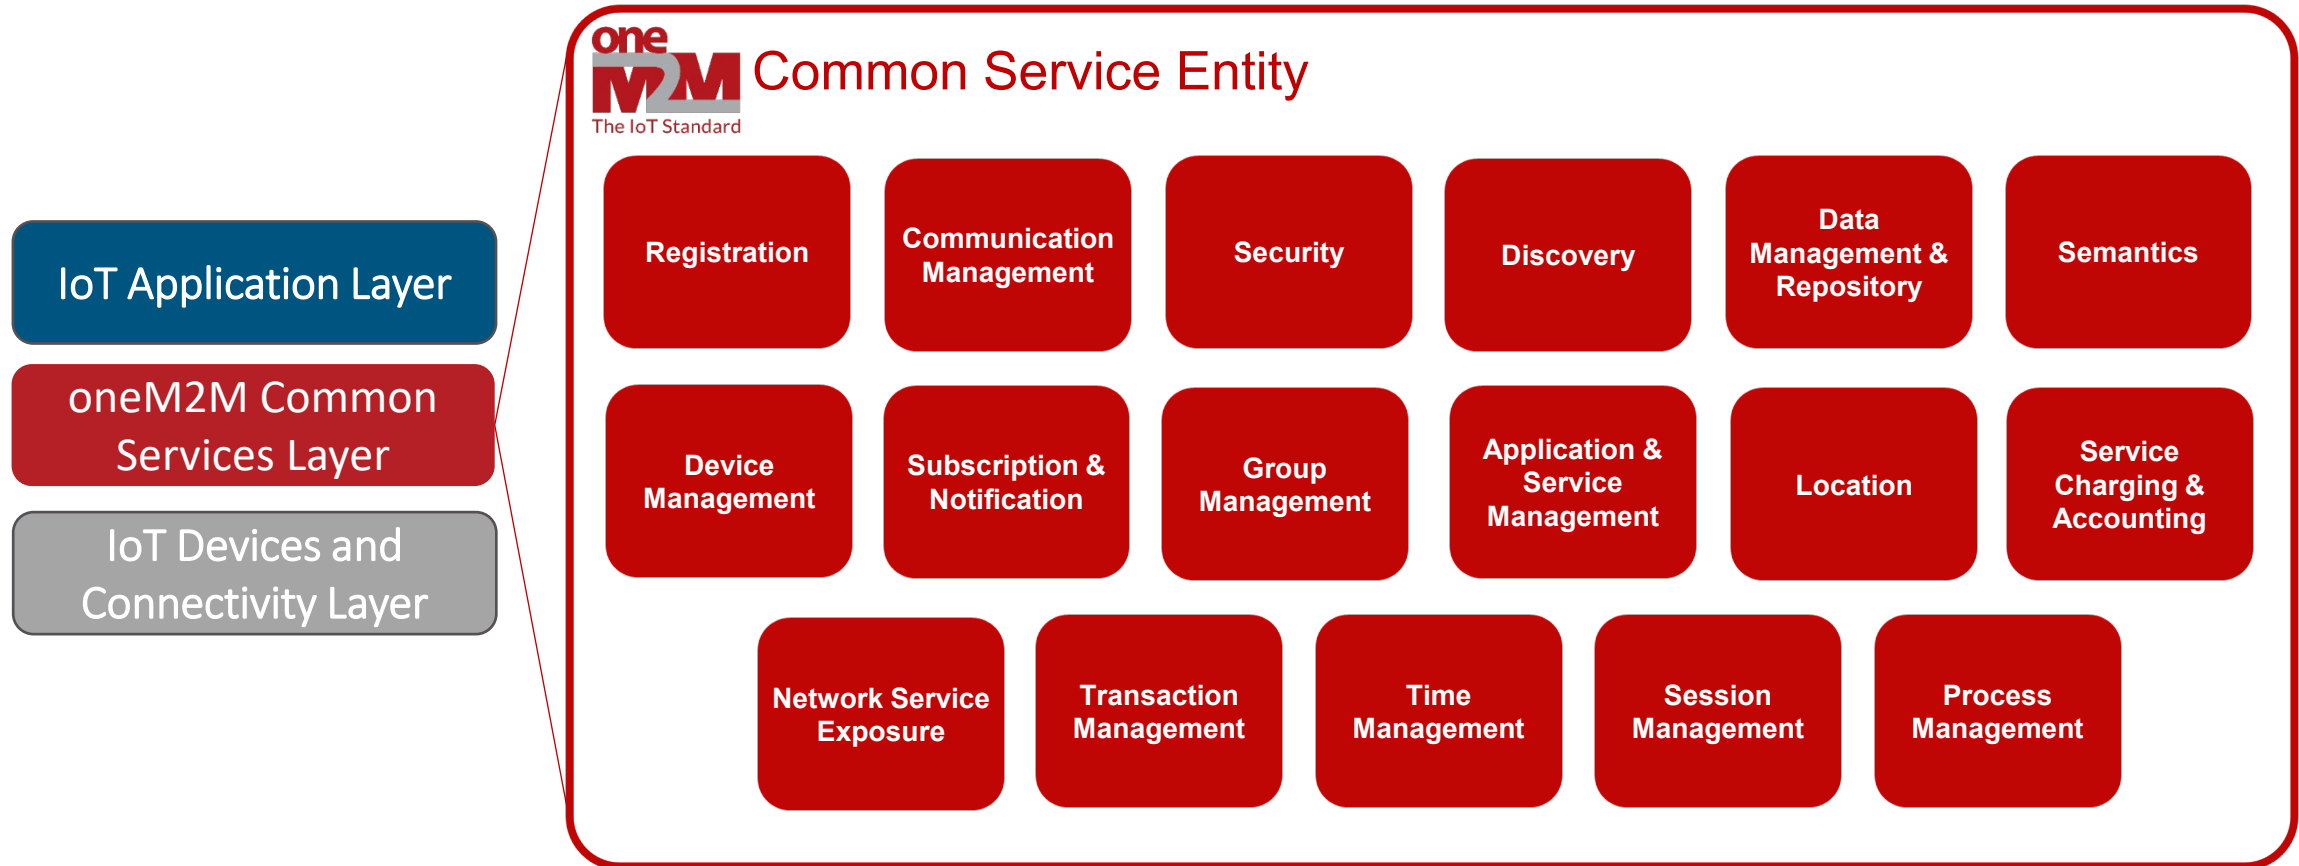 one
M2M
The IoT Standard
Common Service Entity
IoT Application Layer
oneM2M Common
Services Layer
IoT Devices and
Connectivity Layer
Registration
Communication
Management
Security
Discovery
Data
Management &
Repository
Semantics
Device
Management
Subscription &
Notification
Group
Management
Application &
Service
Management
Location
Service
Charging &
Accounting
Network Service
Exposure
Transaction
Management
Time
Management
Session
Management
Process
Management